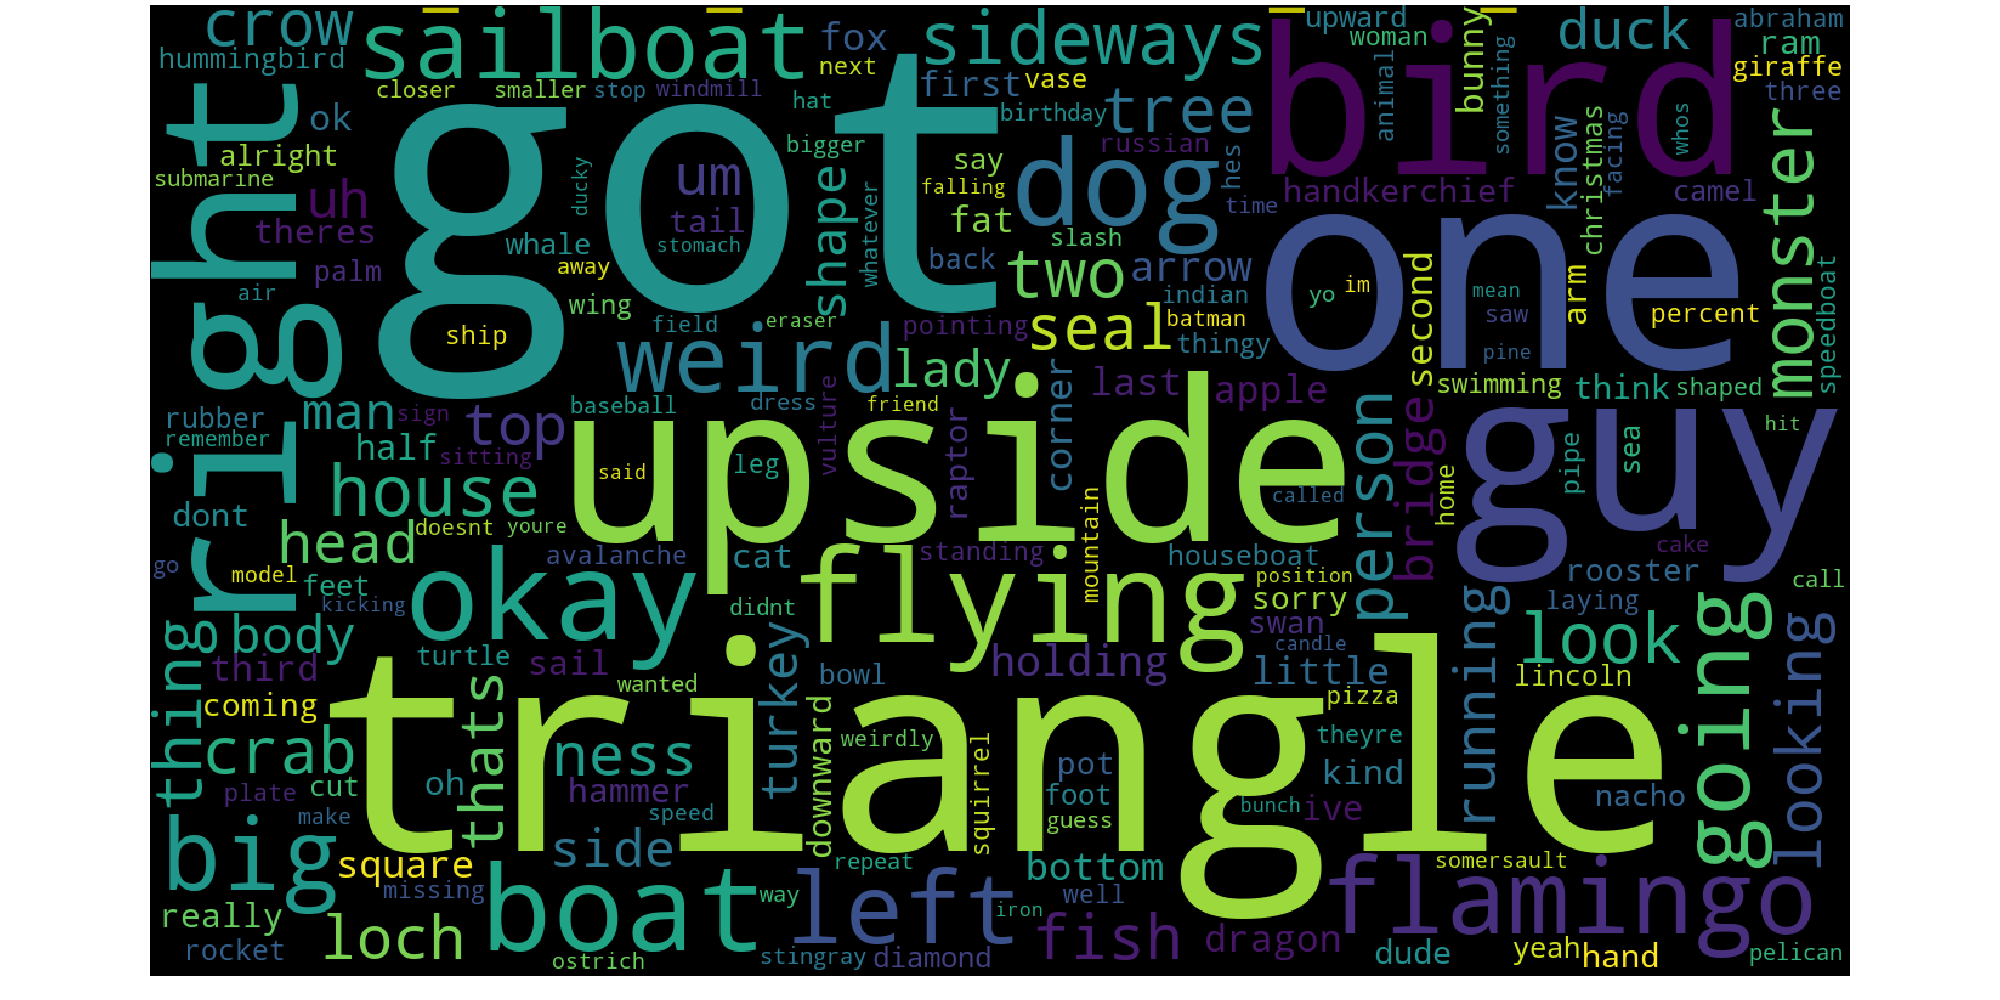 crow
sailboat
fox
sideways
upward
bunny
duck
abraham
hummingbird
next
woman
ram
giraffe
closer
smaller
stop
windmill
hat
first
vase
birthday
tree
bird
animal
something
three
right
ok
got
bigger
russian
know
christmas
facing
whos
monster
alright
submarine
uh
theres
ducky
um
tail
stomach
shape
whatever
say
falling
fat
dog
hes
time
handkerchief
camel
palm
whale
away
slash
back
two
arrow
one
air
wing
ship
field
eraser
pointing
seal
indian
batman
thingy
yo
im
second
mean
saw
pine
arm
percent
speedboat
weird
lady
last
apple
swimming
think
shaped
rubber
remember
man
sign
half
sitting
top
baseball
dress
vulture
friend
raptor
corner
person
bridge
guy
pipe
sea
hit
house
upside
said
leg
called
home
dont
head
doesnt
youre
mountain
go
model
feet
kicking
okay
avalanche
cat
didnt
flying
standing
houseboat
position
sorry
cake
rooster
laying
call
thing
body
third
coming
turtle
sail
wanted
turkey
bowl
holding
swan
candle
little
running
look
lincoln
going
looking
crab
thats
triangle
pizza
ness
downward
weirdly
squirrel
pot
theyre
kind
nacho
plate
cut
oh
hammer
speed
foot
guess
bunch
ive
make
big
square
side
repeat
bottom
somersault
missing
boat
way
left
well
flamingo
really
iron
rocket
loch
ostrich
stingray
diamond
fish
dragon
dude
yeah
hand
pelican